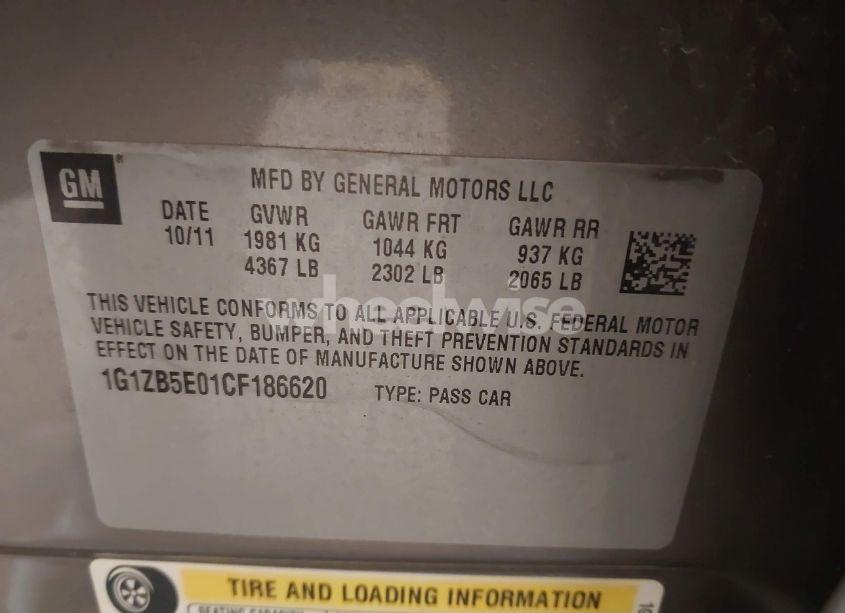 GM
MFD BY GENERAL MOTORS LLC
DATE GVWR GAWR FRT GAWR RR
10/11 1981 KG 1044 KG 937 KG
4367 LB 2302 LB 2065 LB
wheelwise
THIS VEHICLE CONFORMS TO ALL APPLICABLE U.S. FEDERAL MOTOR
VEHICLE SAFETY, BUMPER, AND THEFT PREVENTION STANDARDS IN
EFFECT ON THE DATE OF MANUFACTURE SHOWN ABOVE.
1G1ZB5E01CF186620 TYPE: PASS CAR
TIRE AND LOADING INFORMATION
SEATING CAPACITY